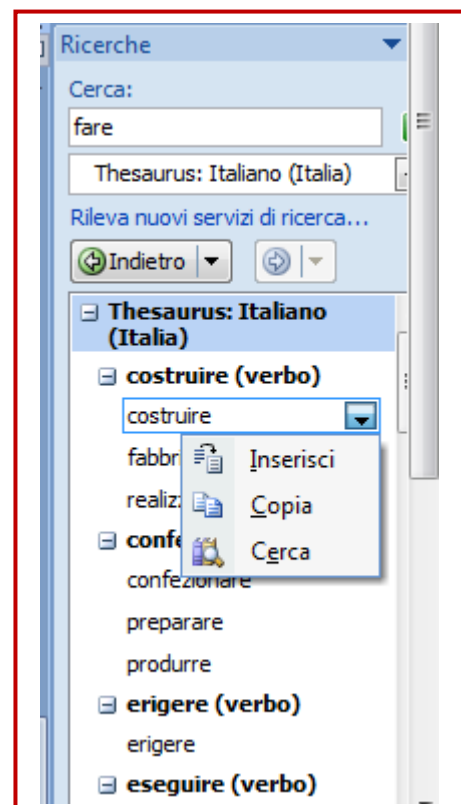 Ricerche
Cerca:
fare
Thesaurus: Italiano (Italia)
Rileva nuovi servizi di ricerca...
Indietro
Thesaurus: Italiano
(Italia)
costruire (verbo)
costruire
Inserisci
Copia
Cerca
confezionare
preparare
produrre
erigere (verbo)
erigere
eseguire (verbo)